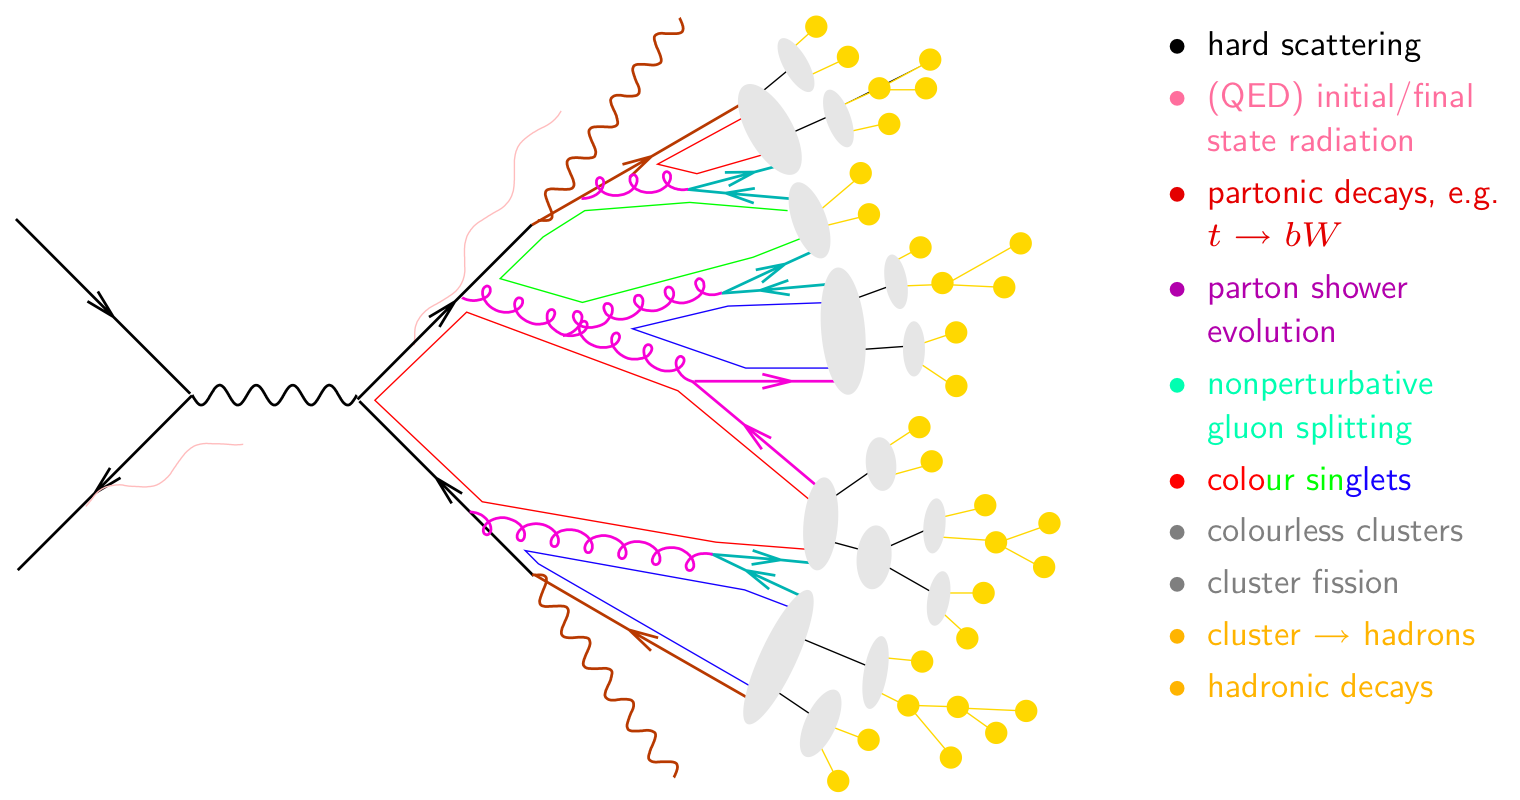 ● hard scattering
● (QED) initial/final
state radiation
● partonic decays, e.g.
t → bW
● parton shower
evolution
● nonperturbative
gluon splitting
● colour singlets
● colourless clusters
● cluster fission
● cluster → hadrons
● hadronic decays